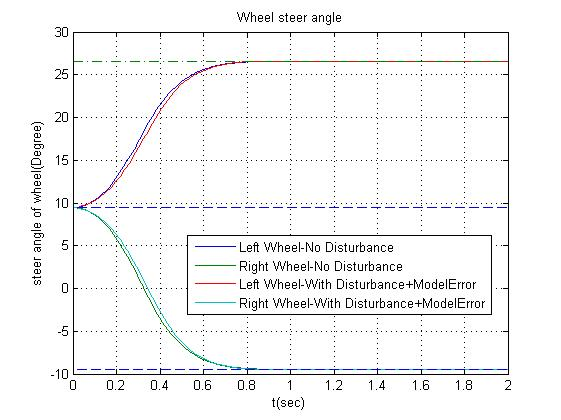 Wheel steer angle
30
25
20
15
10
5
0
-5
-10
steer angle of wheel(Degree)
Left Wheel-No Disturbance
Right Wheel-No Disturbance
Left Wheel-With Disturbance+ModelError
Right Wheel-With Disturbance+ModelError
0 0.2 0.4 0.6 0.8 1 1.2 1.4 1.6 1.8 2
t(sec)